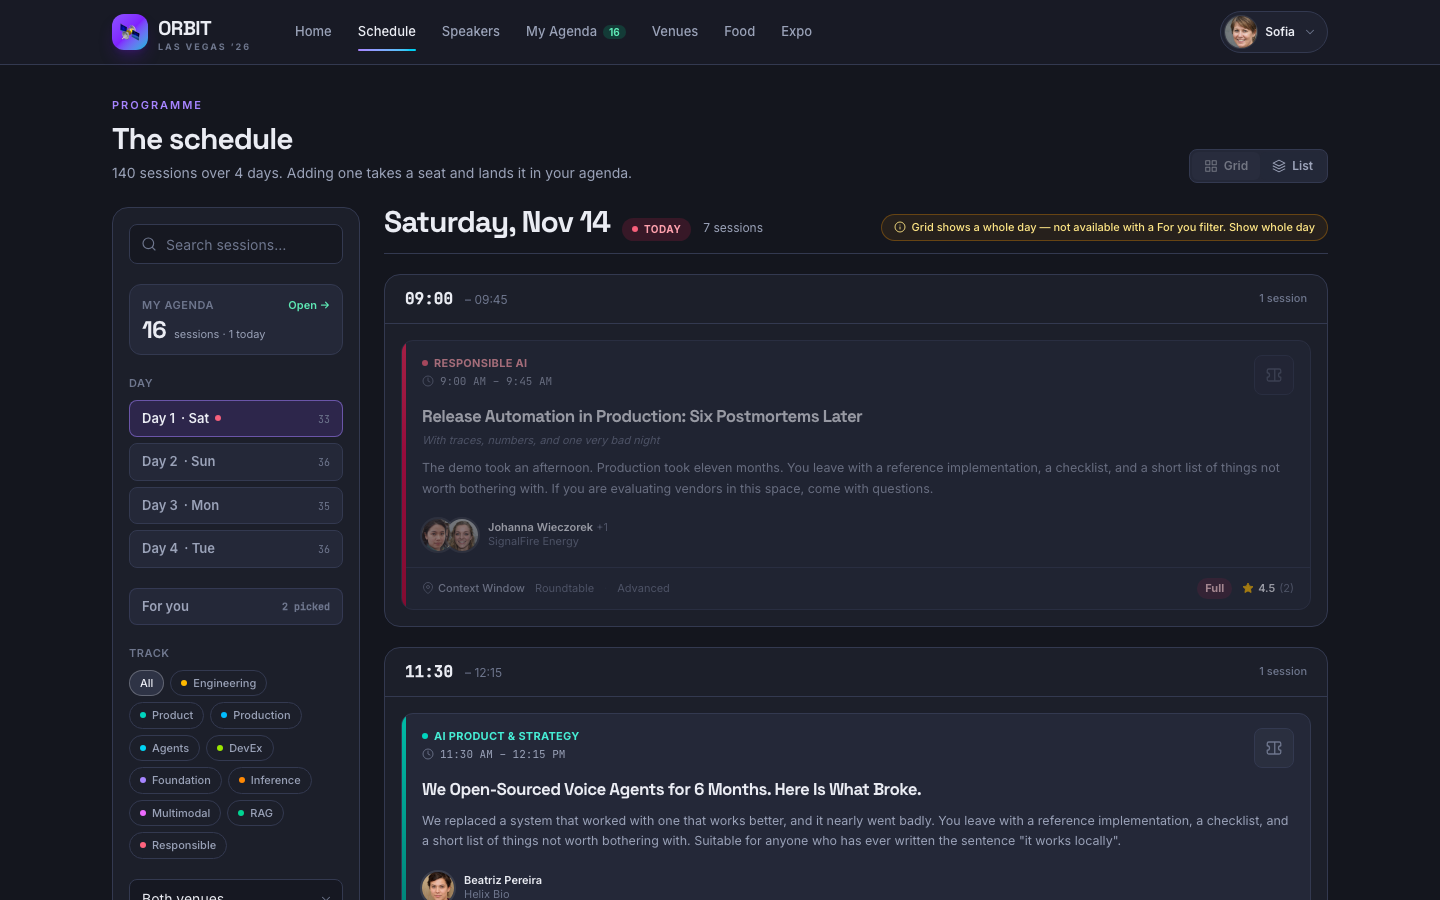 ORBIT
LAS VEGAS '26
Home
Schedule
Speakers
My Agenda 16
Venues
Food
Expo
Sofia
PROGRAMME
The schedule
140 sessions over 4 days. Adding one takes a seat and lands it in your agenda.
Grid
List
Search sessions...
MY AGENDA
Open →
16 sessions · 1 today
DAY
Day 1 · Sat 33
Day 2 · Sun 36
Day 3 · Mon 35
Day 4 · Tue 36
For you 2 picked
TRACK
All
Engineering
Product
Production
Agents
DevEx
Foundation
Inference
Multimodal
RAG
Responsible
Both venues
Saturday, Nov 14
TODAY
7 sessions
Grid shows a whole day — not available with a For you filter. Show whole day
09:00 – 09:45
1 session
RESPONSIBLE AI
9:00 AM – 9:45 AM
Release Automation in Production: Six Postmortems Later
With traces, numbers, and one very bad night
The demo took an afternoon. Production took eleven months. You leave with a reference implementation, a checklist, and a short list of things not
worth bothering with. If you are evaluating vendors in this space, come with questions.
Johanna Wieczorek +1
SignalFire Energy
Context Window Roundtable Advanced
Full
4.5 (2)
11:30 – 12:15
1 session
AI PRODUCT & STRATEGY
11:30 AM – 12:15 PM
We Open-Sourced Voice Agents for 6 Months. Here Is What Broke.
We replaced a system that worked with one that works better, and it nearly went badly. You leave with a reference implementation, a checklist, and
a short list of things not worth bothering with. Suitable for anyone who has ever written the sentence "it works locally".
Beatriz Pereira
Helix Bio